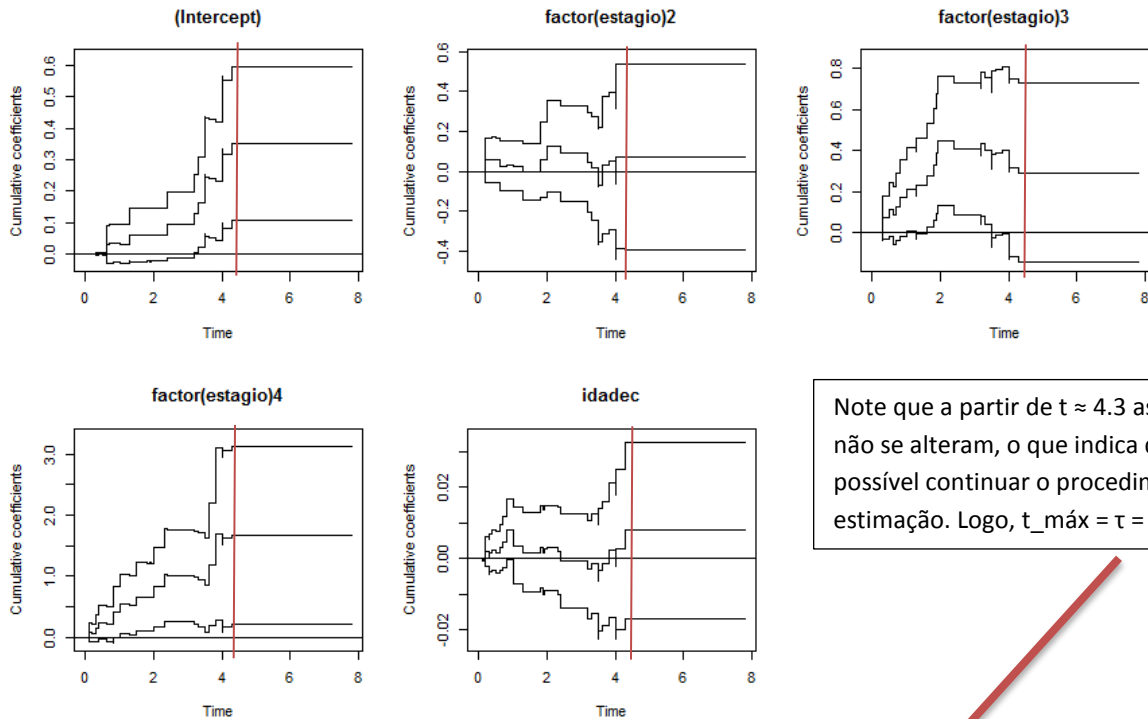 (Intercept)
Cumulative coefficients
0.0 0.1 0.2 0.3 0.4 0.5 0.6
0 2 4 6 8
Time
factor(estagio)2
Cumulative coefficients
-0.4 -0.2 0.0 0.2 0.4 0.6
0 2 4 6 8
Time
factor(estagio)3
Cumulative coefficients
0.0 0.2 0.4 0.6 0.8
0 2 4 6 8
Time
factor(estagio)4
Cumulative coefficients
0.0 1.0 2.0 3.0
0 2 4 6 8
Time
idadec
Cumulative coefficients
-0.02 0.00 0.02
0 2 4 6 8
Time
Note que a partir de t ≈ 4.3 as
não se alteram, o que indica
possível continuar o
estimação. Logo, t_máx = τ =